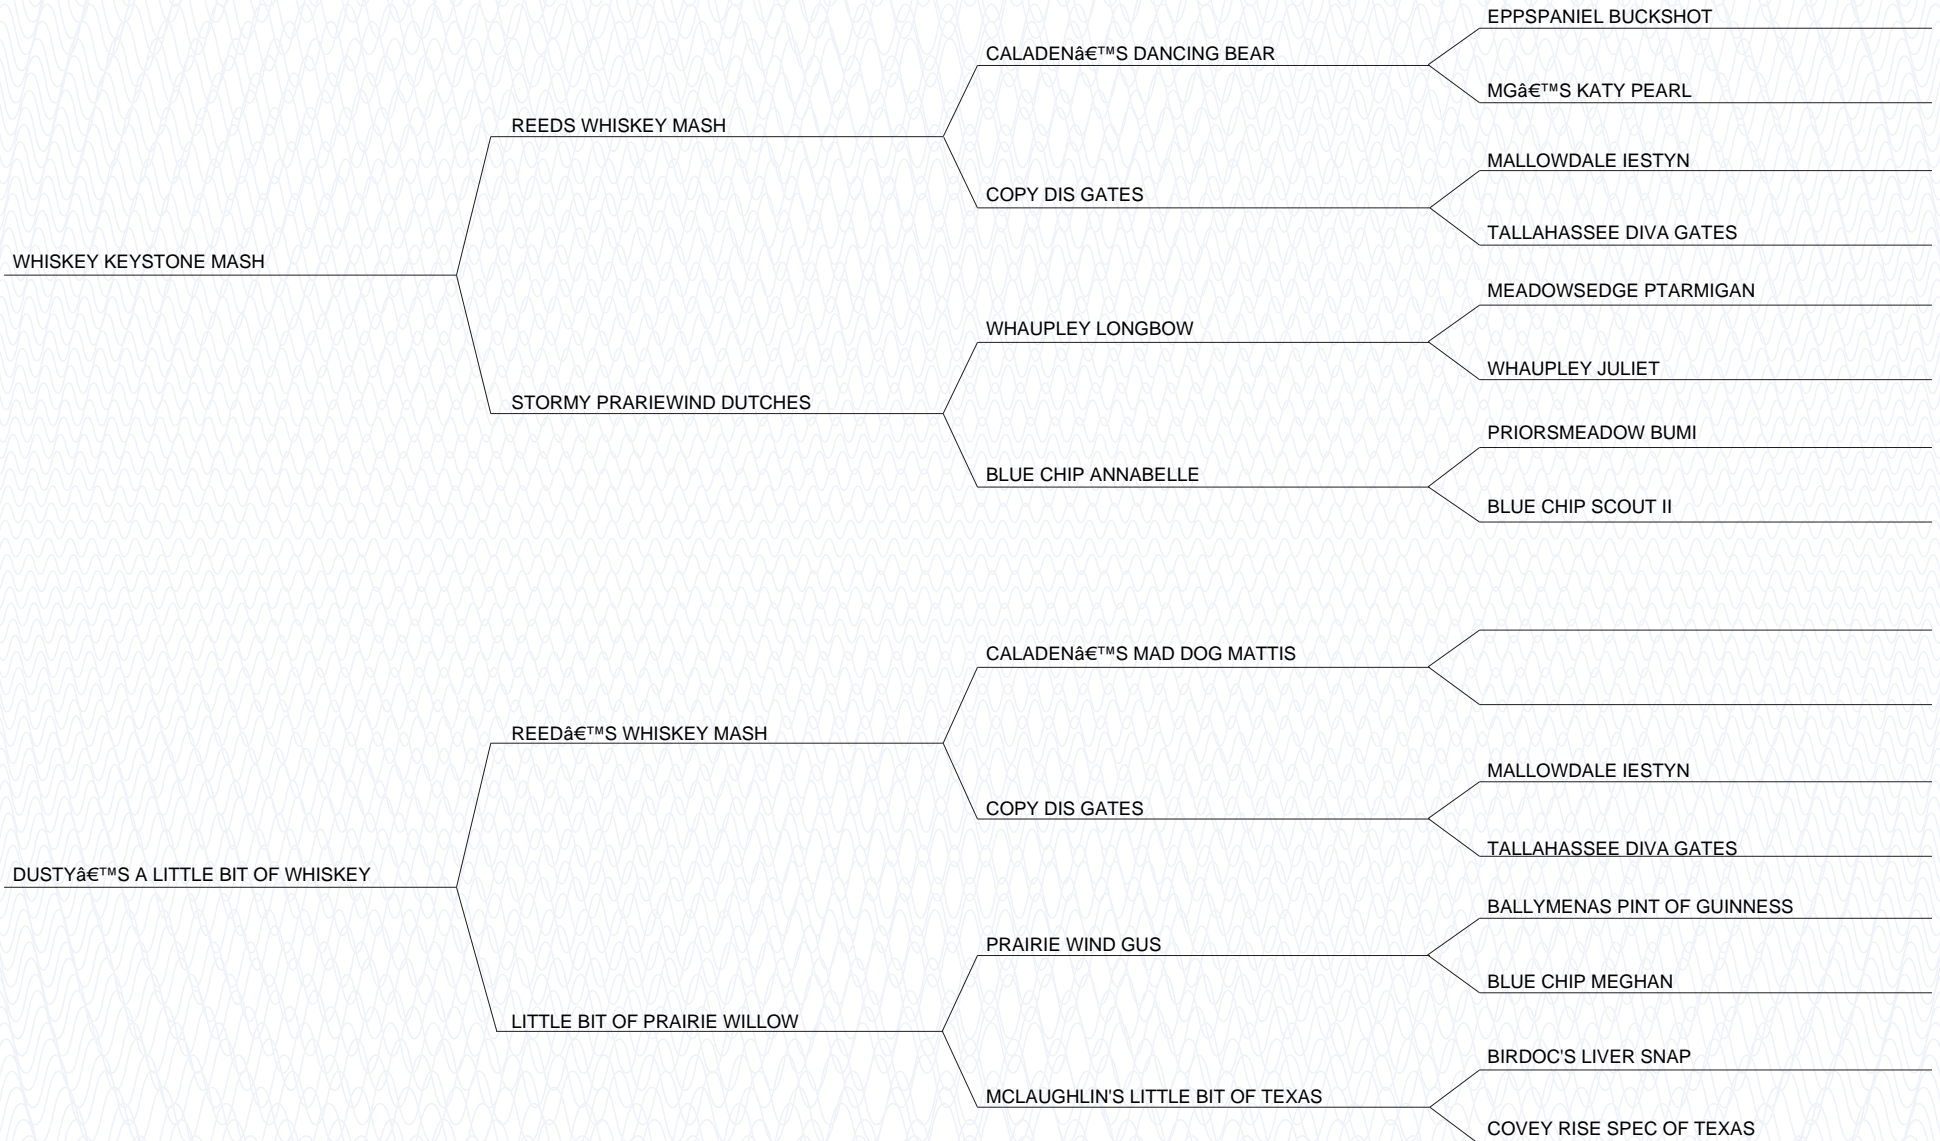 EPPSPANIEL BUCKSHOT
CALADENâ€™S DANCING BEAR
MGâ€™S KATY PEARL
REEDS WHISKEY MASH
MALLOWDALE IESTYN
COPY DIS GATES
TALLAHASSEE DIVA GATES
WHISKEY KEYSTONE MASH
MEADOWSEDGE PTARMIGAN
WHAUPLEY LONGBOW
WHAUPLEY JULIET
STORMY PRARIEWIND DUTCHES
PRIORSMEADOW BUMI
BLUE CHIP ANNABELLE
BLUE CHIP SCOUT II
CALADENâ€™S MAD DOG MATTIS
REEDâ€™S WHISKEY MASH
MALLOWDALE IESTYN
COPY DIS GATES
TALLAHASSEE DIVA GATES
DUSTYâ€™S A LITTLE BIT OF WHISKEY
BALLYMENAS PINT OF GUINNESS
PRAIRIE WIND GUS
BLUE CHIP MEGHAN
LITTLE BIT OF PRAIRIE WILLOW
BIRDOC'S LIVER SNAP
MCLAUGHLIN'S LITTLE BIT OF TEXAS
COVEY RISE SPEC OF TEXAS